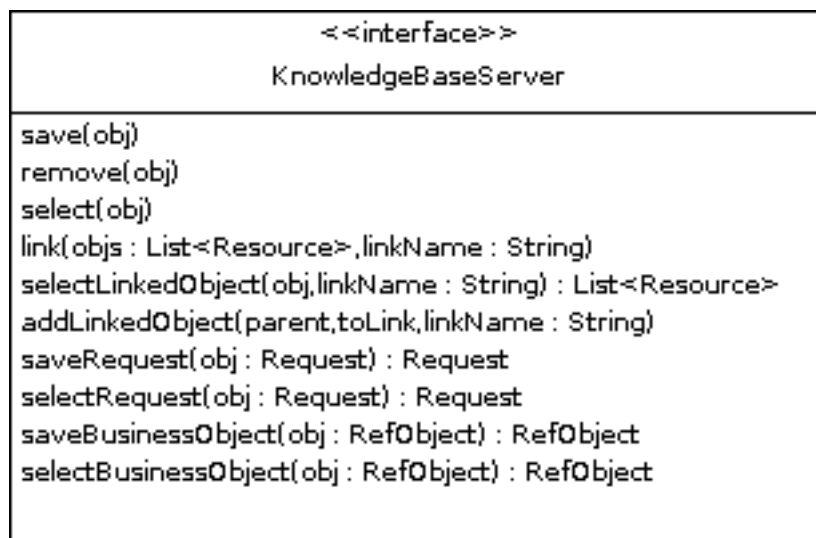 <<interface>>
KnowledgeBaseServer
save(obj)
remove(obj)
select(obj)
link(objs : List<Resource>,linkName : String)
selectLinkedObject(obj,linkName : String) : List<Resource>
addLinkedObject(parent,toLink,linkName : String)
saveRequest(obj : Request) : Request
selectRequest(obj : Request) : Request
saveBusinessObject(obj : RefObject) : RefObject
selectBusinessObject(obj : RefObject) : RefObject